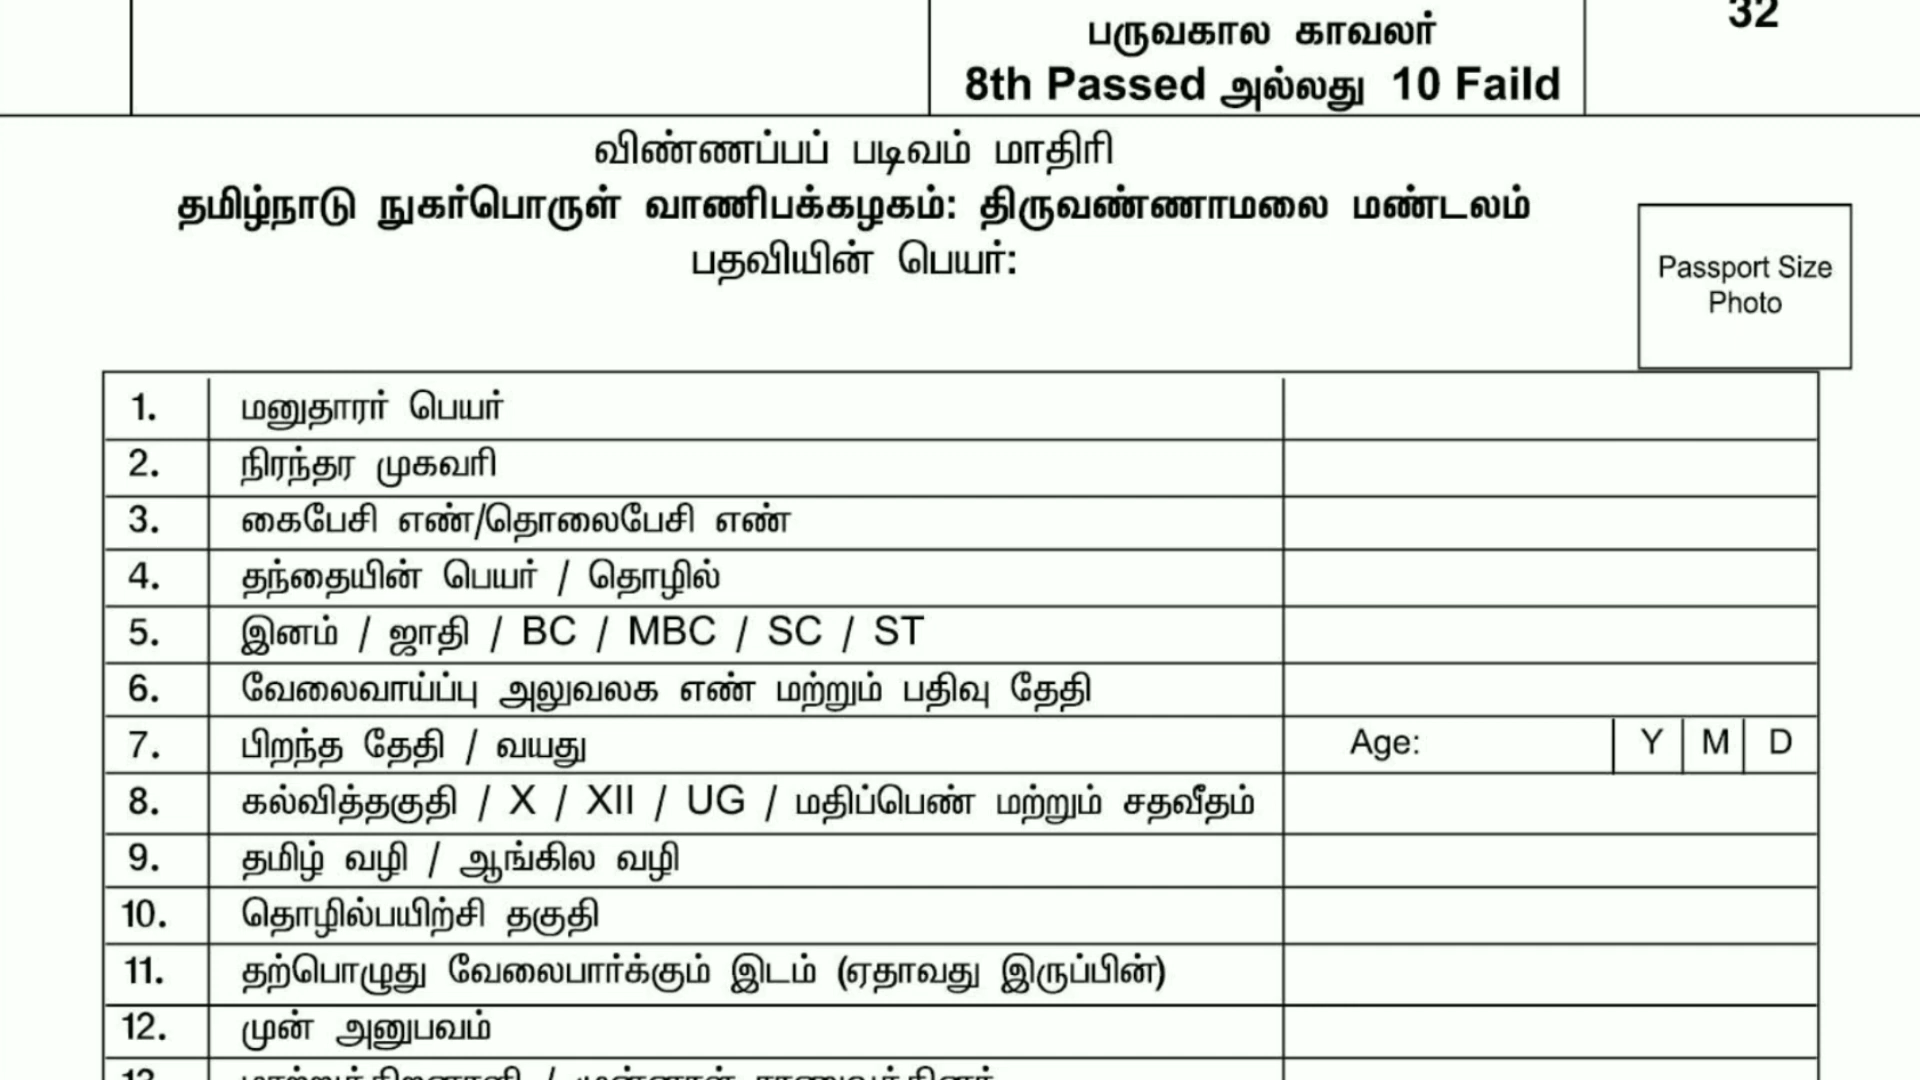 32
பருவகால காவலர்
8th Passed அல்லது 10 Faild
விண்ணப்பப் படிவம் மாதிரி
தமிழ்நாடு நுகர்பொருள் வாணிபக்கழகம்: திருவண்ணாமலை மண்டலம்
பதவியின் பெயர்:
Passport Size
Photo
1. மனுதாரர் பெயர்
2. நிரந்தர முகவரி
3. கைபேசி எண்/தொலைபேசி எண்
4. தந்தையின் பெயர் / தொழில்
5. இனம் / ஜாதி / BC / MBC / SC / ST
6. வேலைவாய்ப்பு அலுவலக எண் மற்றும் பதிவு தேதி
7. பிறந்த தேதி / வயது Age: Y M D
8. கல்வித்தகுதி / X / XII / UG / மதிப்பெண் மற்றும் சதவீதம்
9. தமிழ் வழி / ஆங்கில வழி
10. தொழில்பயிற்சி தகுதி
11. தற்பொழுது வேலைபார்க்கும் இடம் (ஏதாவது இருப்பின்)
12. முன் அனுபவம்
13. மாற்றுத்திறனாளி / முன்னாள் ராணுவத்தினர்